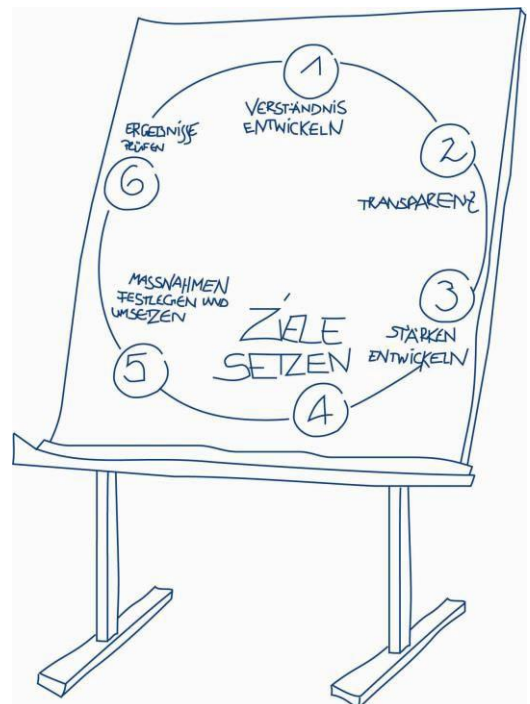 1
VERSTÄNDNIS
ENTWICKELN
2
TRANSPARENZ
3
STÄRKEN
ENTWICKELN
4
ZIELE
SETZEN
5
MASSNAHMEN
FESTLEGEN UND
UMSETZEN
6
ERGEBNISSE
PRÜFEN